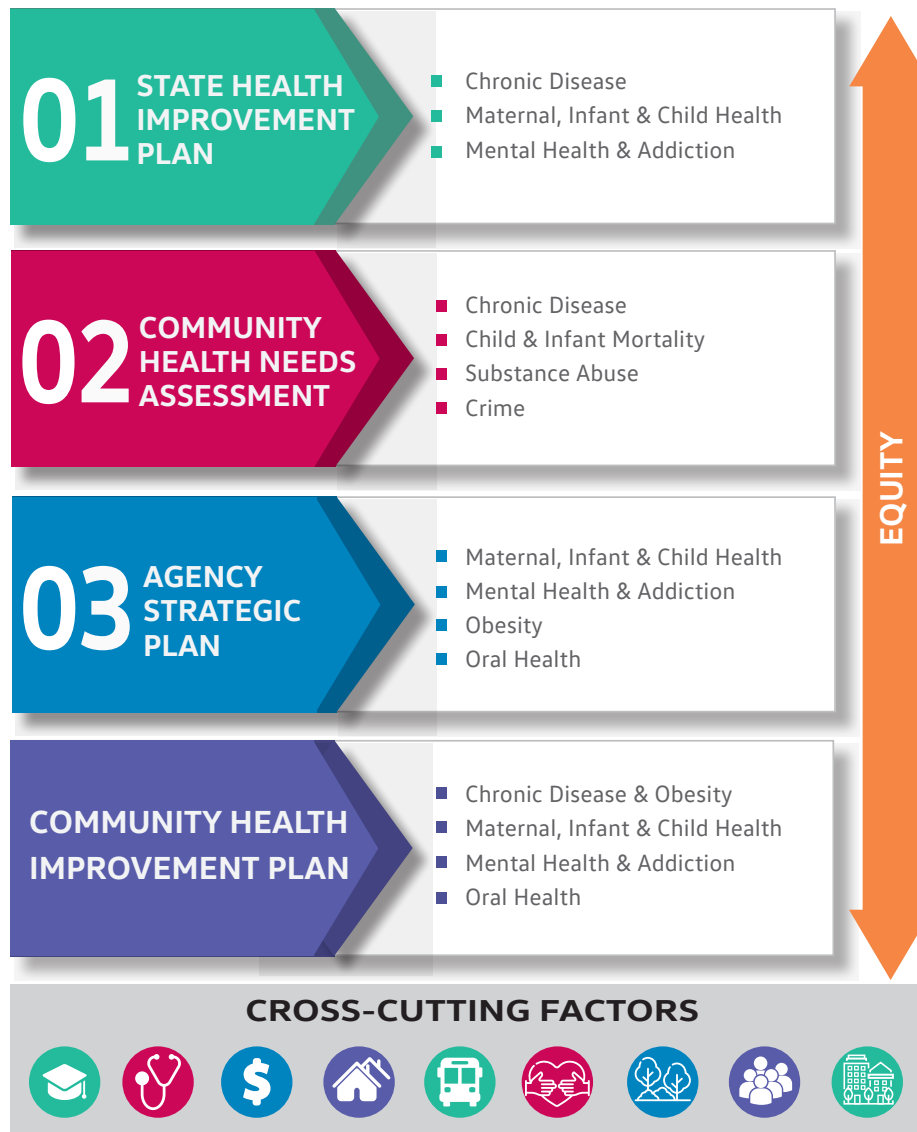 01
STATE HEALTH
IMPROVEMENT
PLAN
Chronic Disease
Maternal, Infant & Child Health
Mental Health & Addiction
02
COMMUNITY
HEALTH NEEDS
ASSESSMENT
Chronic Disease
Child & Infant Mortality
Substance Abuse
Crime
03
AGENCY
STRATEGIC
PLAN
Maternal, Infant & Child Health
Mental Health & Addiction
Obesity
Oral Health
COMMUNITY HEALTH
IMPROVEMENT PLAN
Chronic Disease & Obesity
Maternal, Infant & Child Health
Mental Health & Addiction
Oral Health
EQUITY
CROSS-CUTTING FACTORS
$